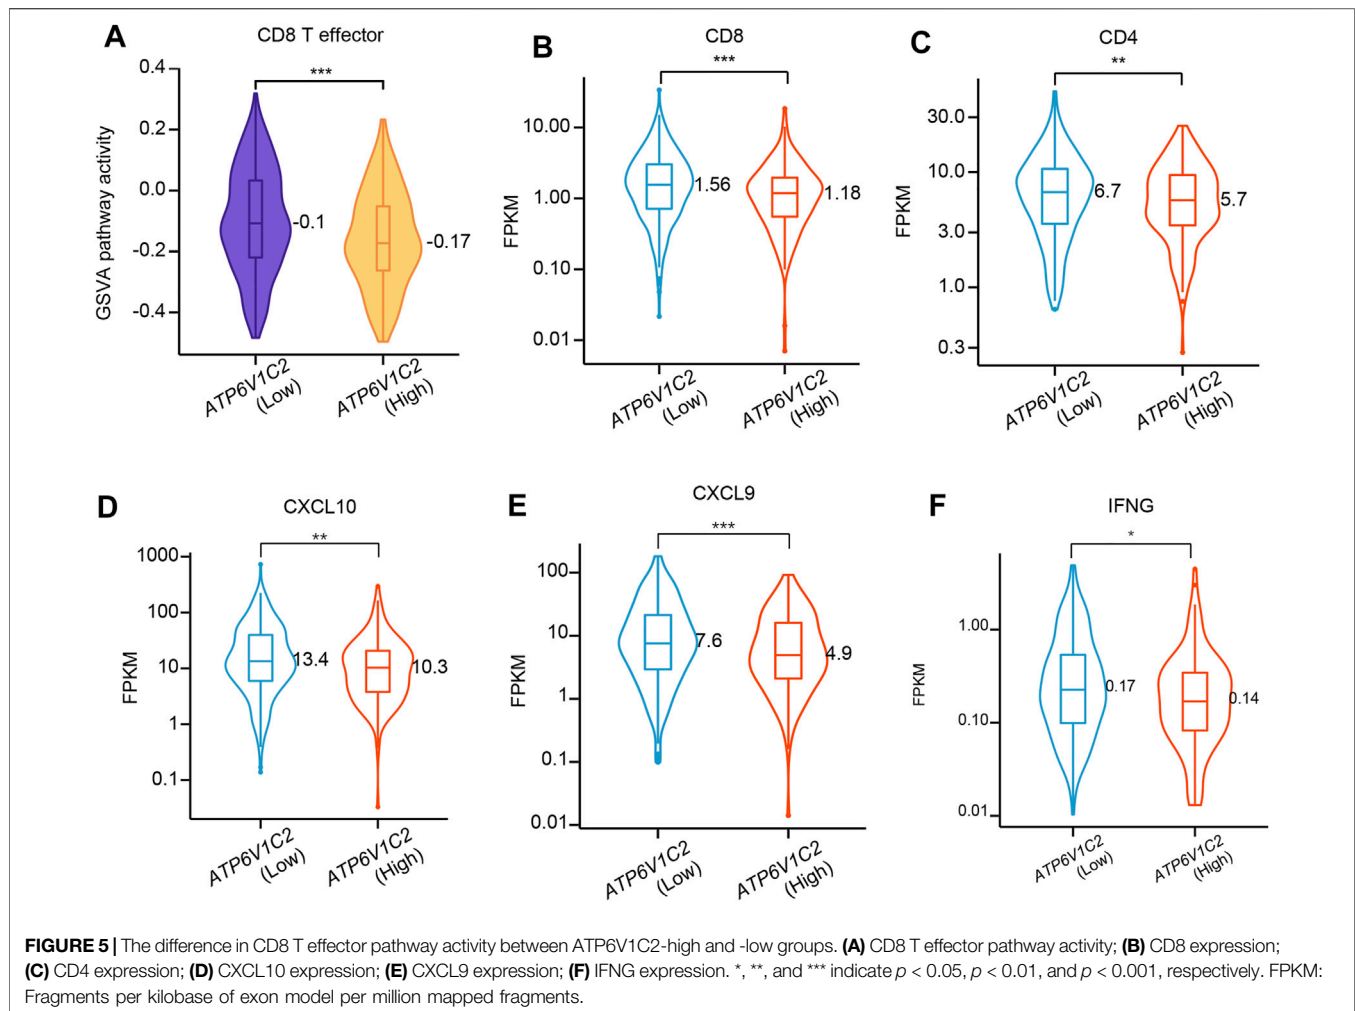 A
CD8 T effector
***
GSVA pathway activity
0.4
0.2
0.0
-0.2
-0.4
-0.1
-0.17
ATP6V1C2
(Low)
ATP6V1C2
(High)
B
CD8
***
FPKM
10.00
1.00
0.10
0.01
1.56
1.18
ATP6V1C2
(Low)
ATP6V1C2
(High)
C
CD4
**
FPKM
30.0
10.0
3.0
1.0
0.3
6.7
5.7
ATP6V1C2
(Low)
ATP6V1C2
(High)
D
CXCL10
**
FPKM
1000
100
10
1
0.1
13.4
10.3
ATP6V1C2
(Low)
ATP6V1C2
(High)
E
CXCL9
***
FPKM
100
10
1
0.1
0.01
7.6
4.9
ATP6V1C2
(Low)
ATP6V1C2
(High)
F
IFNG
*
FPKM
1.00
0.10
0.01
0.17
0.14
ATP6V1C2
(Low)
ATP6V1C2
(High)
FIGURE 5 | The difference in CD8 T effector pathway activity between ATP6V1C2-high and -low groups. (A) CD8 T effector pathway activity; (B) CD8 expression;
(C) CD4 expression; (D) CXCL10 expression; (E) CXCL9 expression; (F) IFNG expression. *, **, and *** indicate p < 0.05, p < 0.01, and p < 0.001, respectively. FPKM:
Fragments per kilobase of exon model per million mapped fragments.